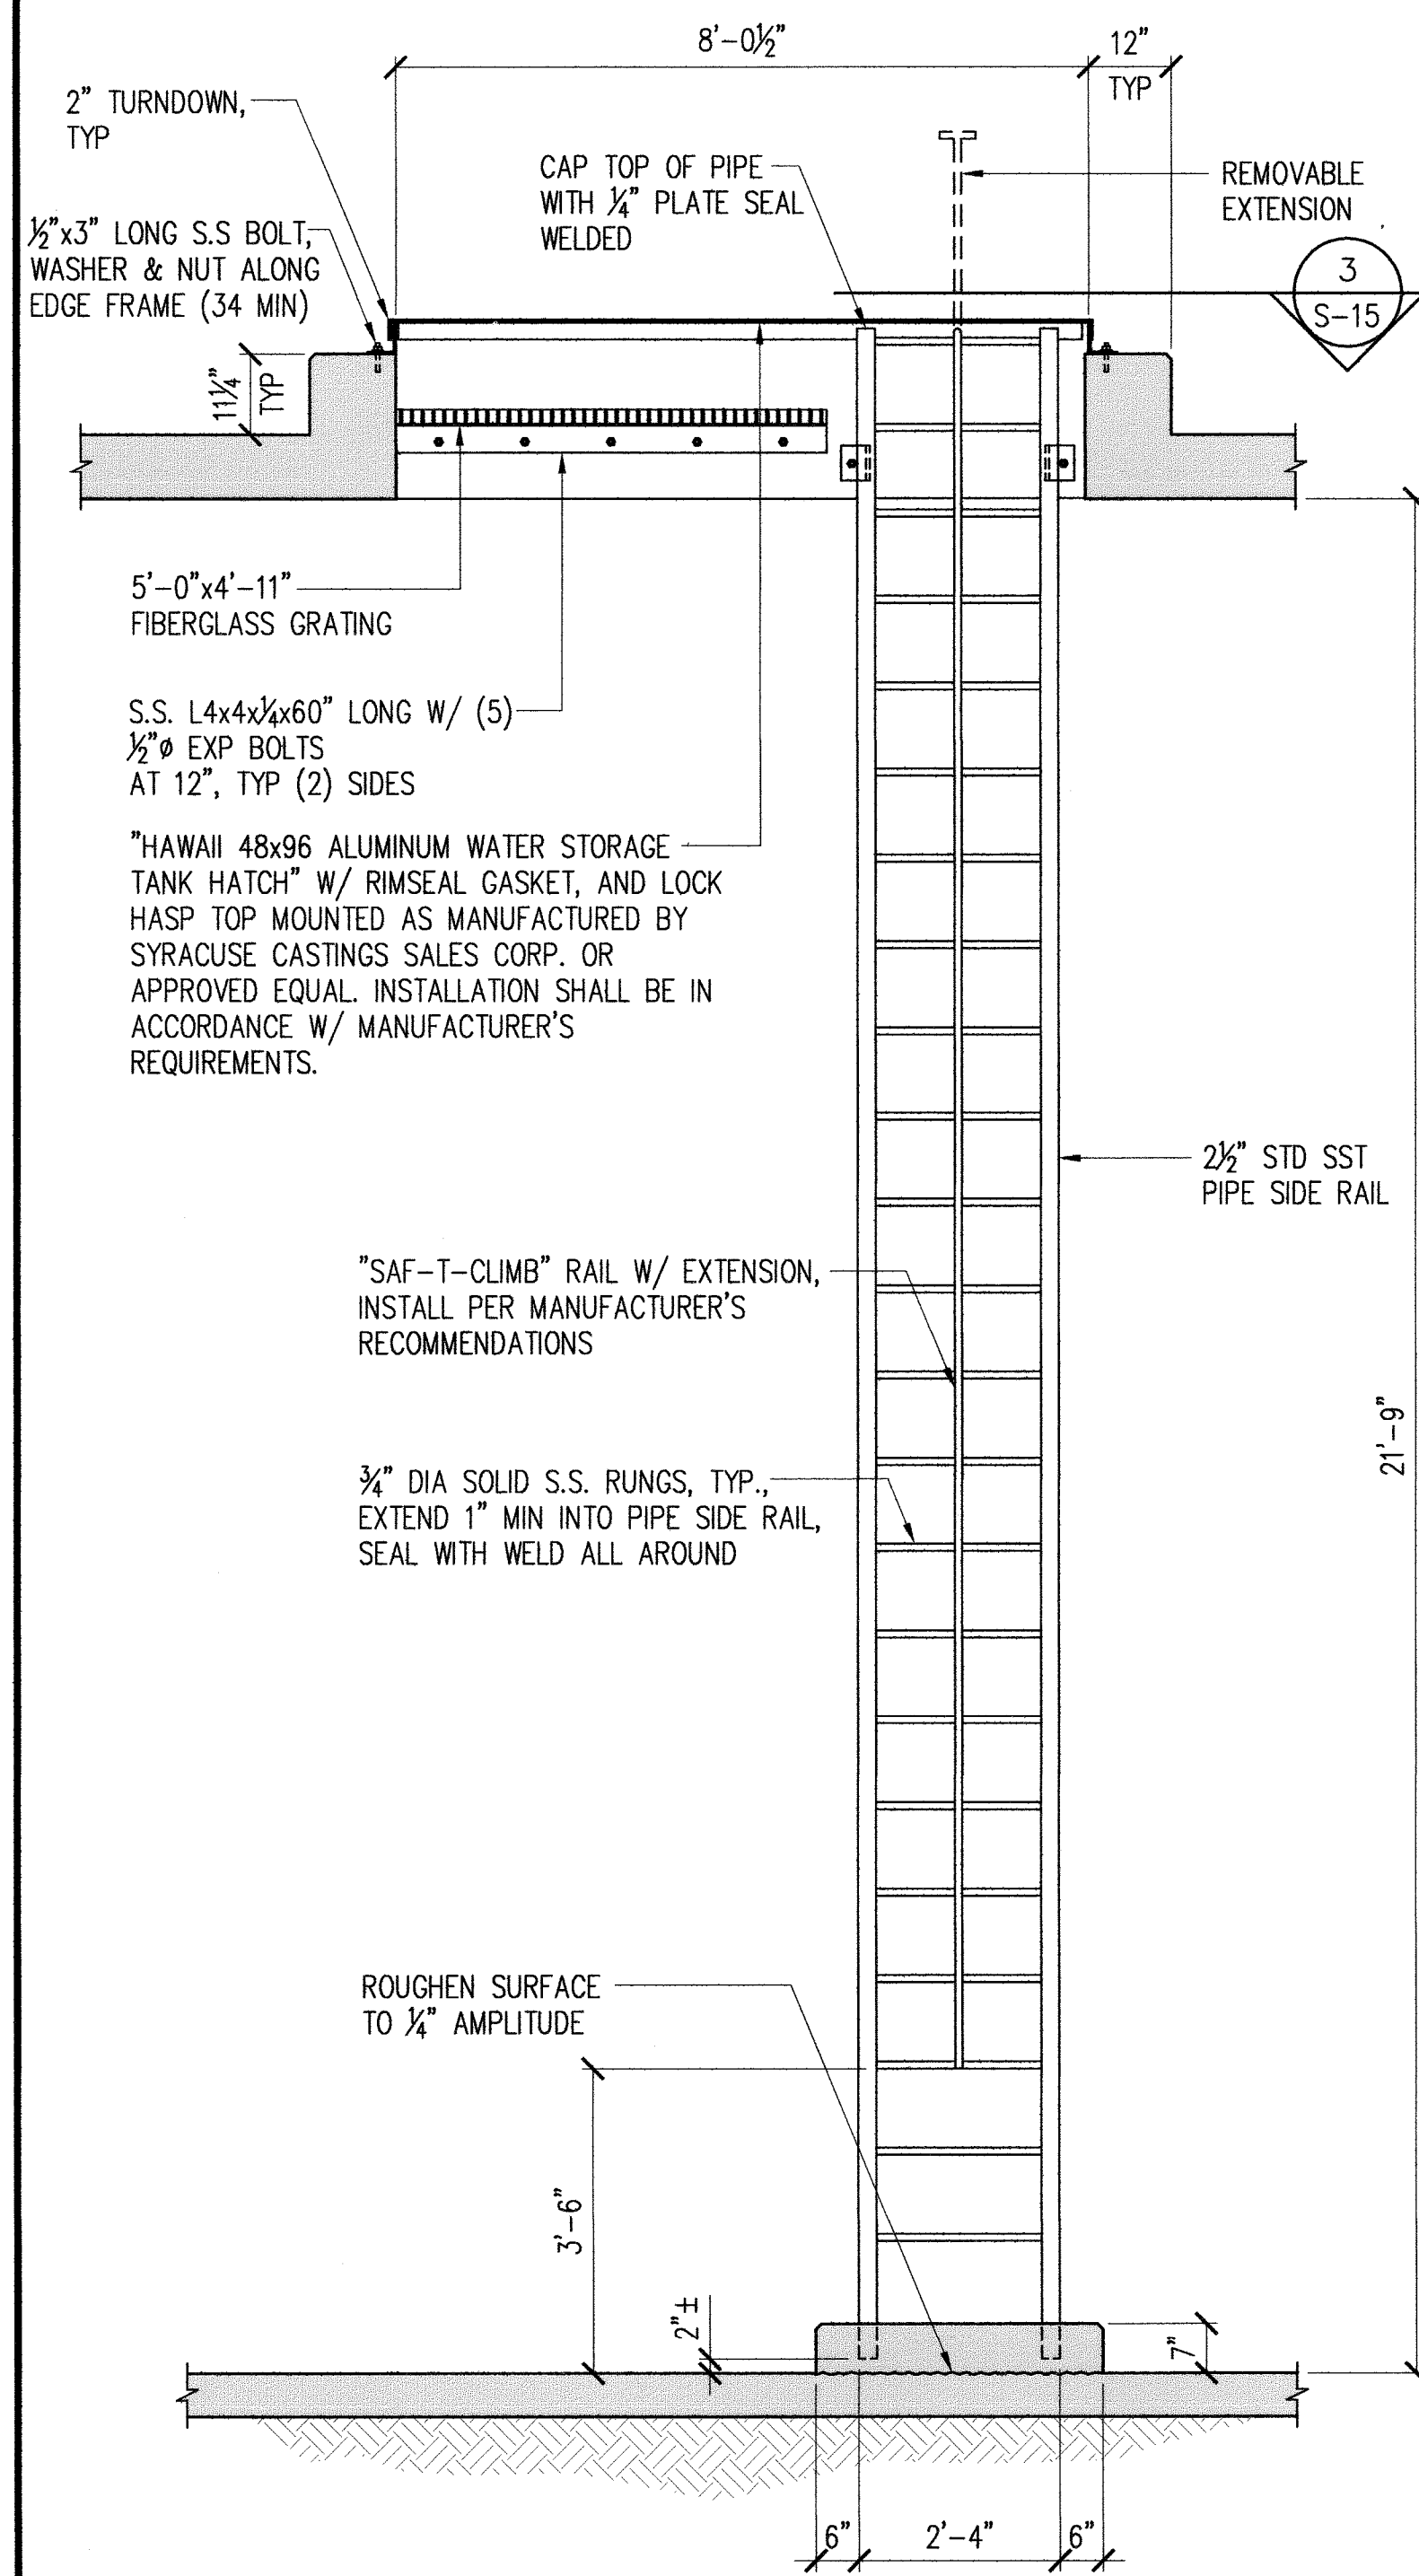 8'-0½"
12"
TYP
2" TURNDOWN,
TYP
CAP TOP OF PIPE
WITH ¼" PLATE SEAL
WELDED
REMOVABLE
EXTENSION
½"x3" LONG S.S BOLT,
WASHER & NUT ALONG
EDGE FRAME (34 MIN)
3
S-15
11¼"
TYP
5'-0"x4'-11"
FIBERGLASS GRATING
S.S. L4x4x¼x60" LONG W/ (5)
½"ø EXP BOLTS
AT 12", TYP (2) SIDES
"HAWAII 48x96 ALUMINUM WATER STORAGE
TANK HATCH" W/ RIMSEAL GASKET, AND LOCK
HASP TOP MOUNTED AS MANUFACTURED BY
SYRACUSE CASTINGS SALES CORP. OR
APPROVED EQUAL. INSTALLATION SHALL BE IN
ACCORDANCE W/ MANUFACTURER'S
REQUIREMENTS.
2½" STD SST
PIPE SIDE RAIL
"SAF-T-CLIMB" RAIL W/ EXTENSION,
INSTALL PER MANUFACTURER'S
RECOMMENDATIONS
21'-9"
¾" DIA SOLID S.S. RUNGS, TYP.,
EXTEND 1" MIN INTO PIPE SIDE RAIL,
SEAL WITH WELD ALL AROUND
ROUGHEN SURFACE
TO ¼" AMPLITUDE
3'-6"
2"±
7"
6"
2'-4"
6"